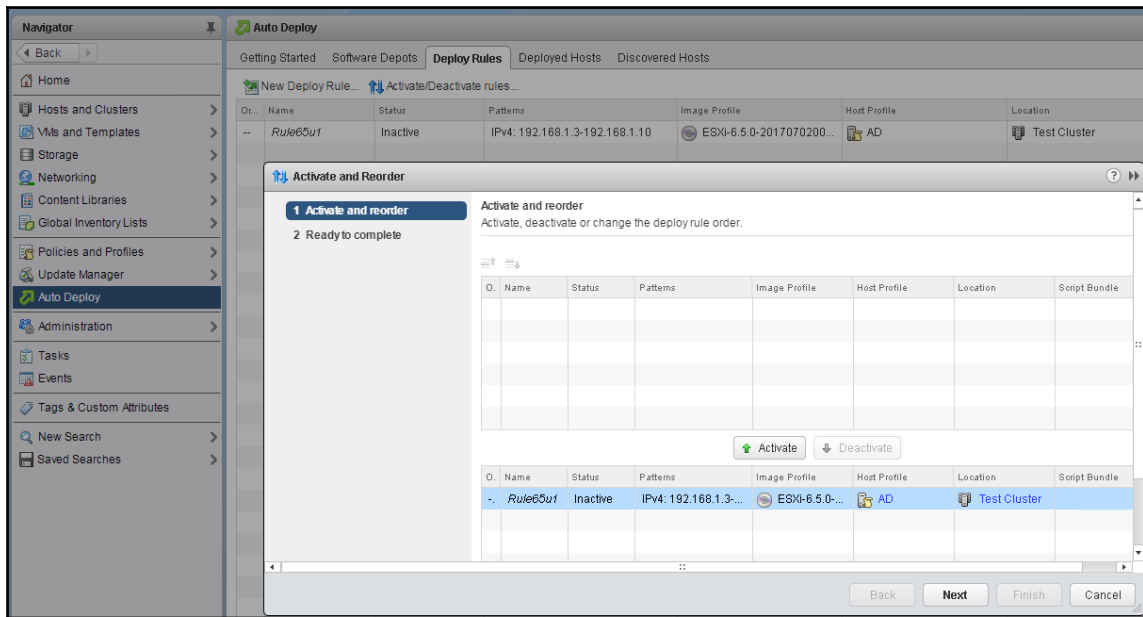 Navigator
Back
Home
Hosts and Clusters
VMs and Templates
Storage
Networking
Content Libraries
Global Inventory Lists
Policies and Profiles
Update Manager
Auto Deploy
Administration
Tasks
Events
Tags & Custom Attributes
New Search
Saved Searches
Auto Deploy
Getting Started Software Depots Deploy Rules Deployed Hosts Discovered Hosts
New Deploy Rule... Activate/Deactivate rules...
Or... Name Status Patterns Image Profile Host Profile Location
-- Rule65u1 Inactive IPv4: 192.168.1.3-192.168.1.10 ESXi-6.5.0-2017070200... AD Test Cluster
Activate and Reorder
1 Activate and reorder
2 Ready to complete
Activate and reorder
Activate, deactivate or change the deploy rule order.
O. Name Status Patterns Image Profile Host Profile Location Script Bundle
Activate Deactivate
O. Name Status Patterns Image Profile Host Profile Location Script Bundle
-. Rule65u1 Inactive IPv4: 192.168.1.3-... ESXi-6.5.0-... AD Test Cluster
Back Next Finish Cancel